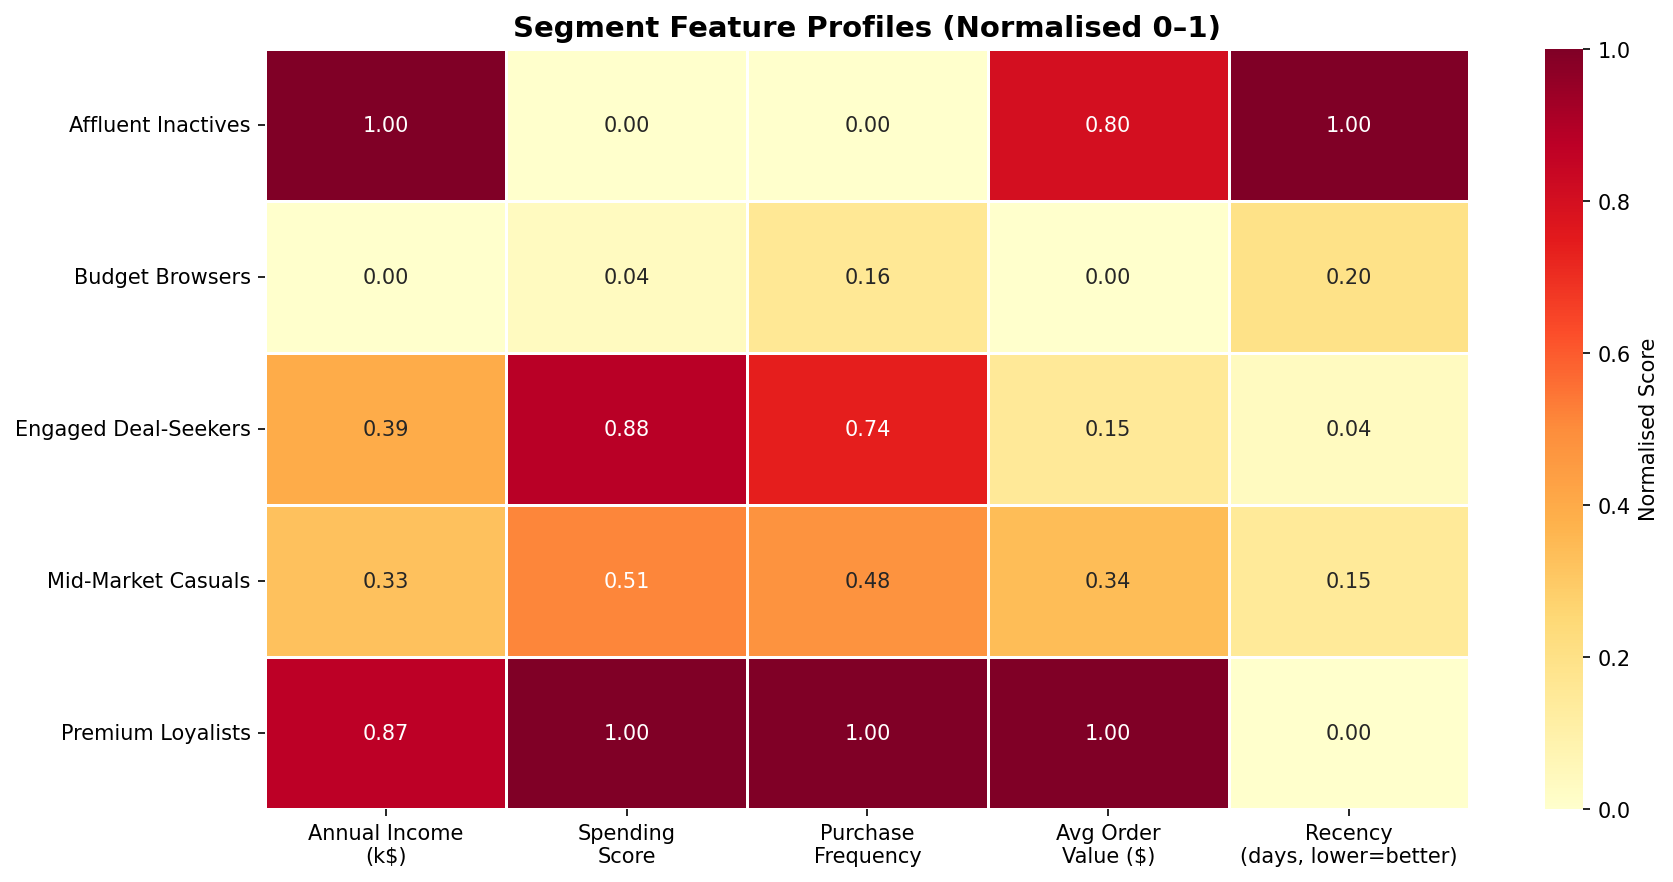 Segment Feature Profiles (Normalised 0–1)
Affluent Inactives
1.00
0.00
0.00
0.80
1.00
Budget Browsers
0.00
0.04
0.16
0.00
0.20
Engaged Deal-Seekers
0.39
0.88
0.74
0.15
0.04
Mid-Market Casuals
0.33
0.51
0.48
0.34
0.15
Premium Loyalists
0.87
1.00
1.00
1.00
0.00
Annual Income
(k$)
Spending
Score
Purchase
Frequency
Avg Order
Value ($)
Recency
(days, lower=better)
1.0
0.8
0.6
0.4
0.2
0.0
Normalised Score